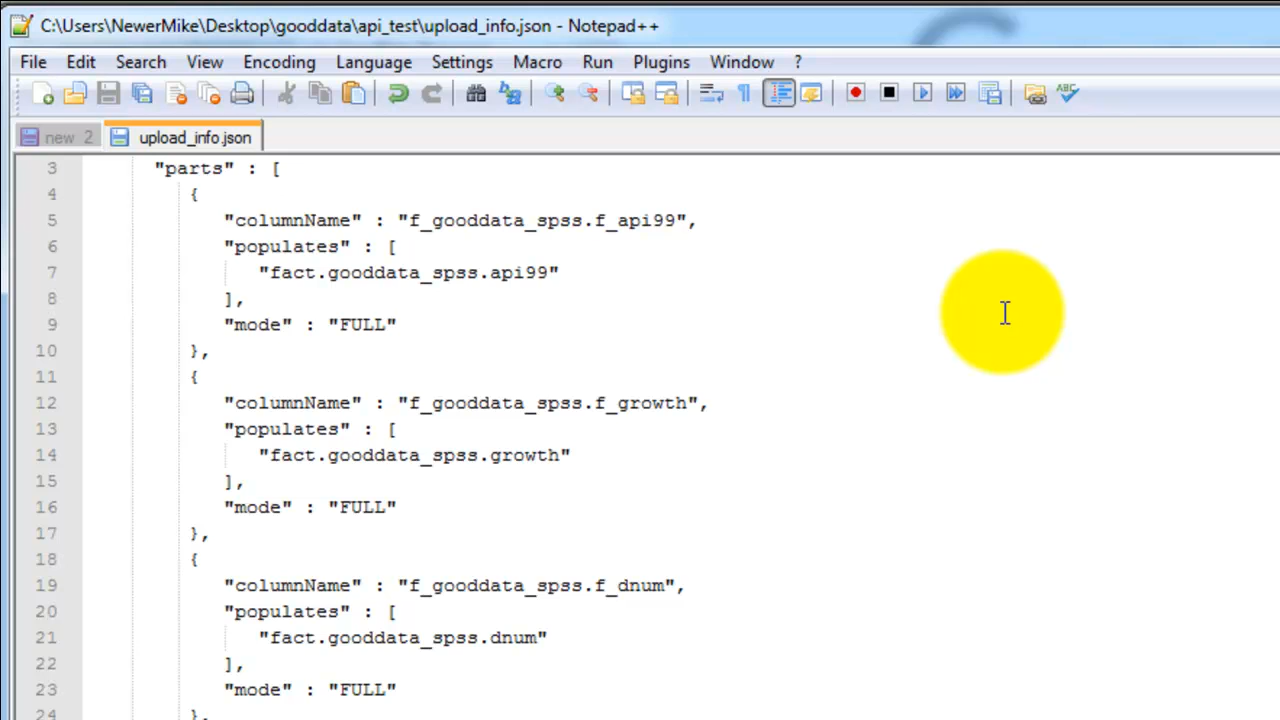 C:\Users\NewerMike\Desktop\gooddata\api_test\upload_info.json - Notepad++
File Edit Search View Encoding Language Settings Macro Run Plugins Window ?
ABC
new 2 upload_info.json
3 "parts" : [
4 {
5 "columnName" : "f_gooddata_spss.f_api99",
6 "populates" : [
7 "fact.gooddata_spss.api99"
8 ],
9 "mode" : "FULL"
10 },
11 {
12 "columnName" : "f_gooddata_spss.f_growth",
13 "populates" : [
14 "fact.gooddata_spss.growth"
15 ],
16 "mode" : "FULL"
17 },
18 {
19 "columnName" : "f_gooddata_spss.f_dnum",
20 "populates" : [
21 "fact.gooddata_spss.dnum"
22 ],
23 "mode" : "FULL"
24 },